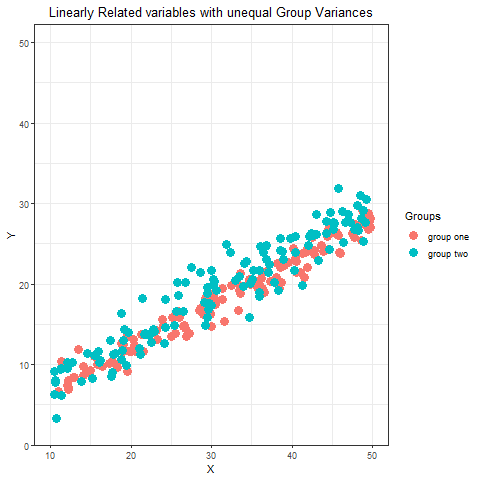 Linearly Related variables with unequal Group Variances
50
40
30
20
10
0
Y
10 20 30 40 50
X
Groups
group one
group two